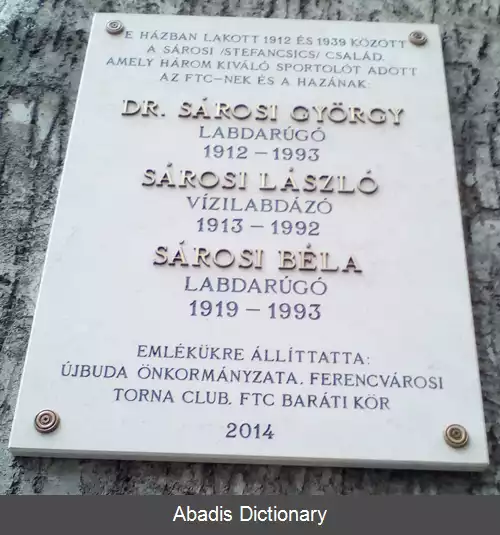 E HÁZBAN LAKOTT 1912 ÉS 1939 KÖZÖTT
A SÁROSI /STEFANCSICS/ CSALÁD,
AMELY HÁROM KIVÁLÓ SPORTOLÓT ADOTT
AZ FTC-NEK ÉS A HAZÁNAK:
DR. SÁROSI GYÖRGY
LABDARÚGÓ
1912 – 1993
SÁROSI LÁSZLÓ
VÍZILABDÁZÓ
1913 – 1992
SÁROSI BÉLA
LABDARÚGÓ
1919 – 1993
EMLÉKÜKRE ÁLLÍTTATTA:
ÚJBUDA ÖNKORMÁNYZATA, FERENCVÁROSI
TORNA CLUB, FTC BARÁTI KÖR
2014
Abadis Dictionary